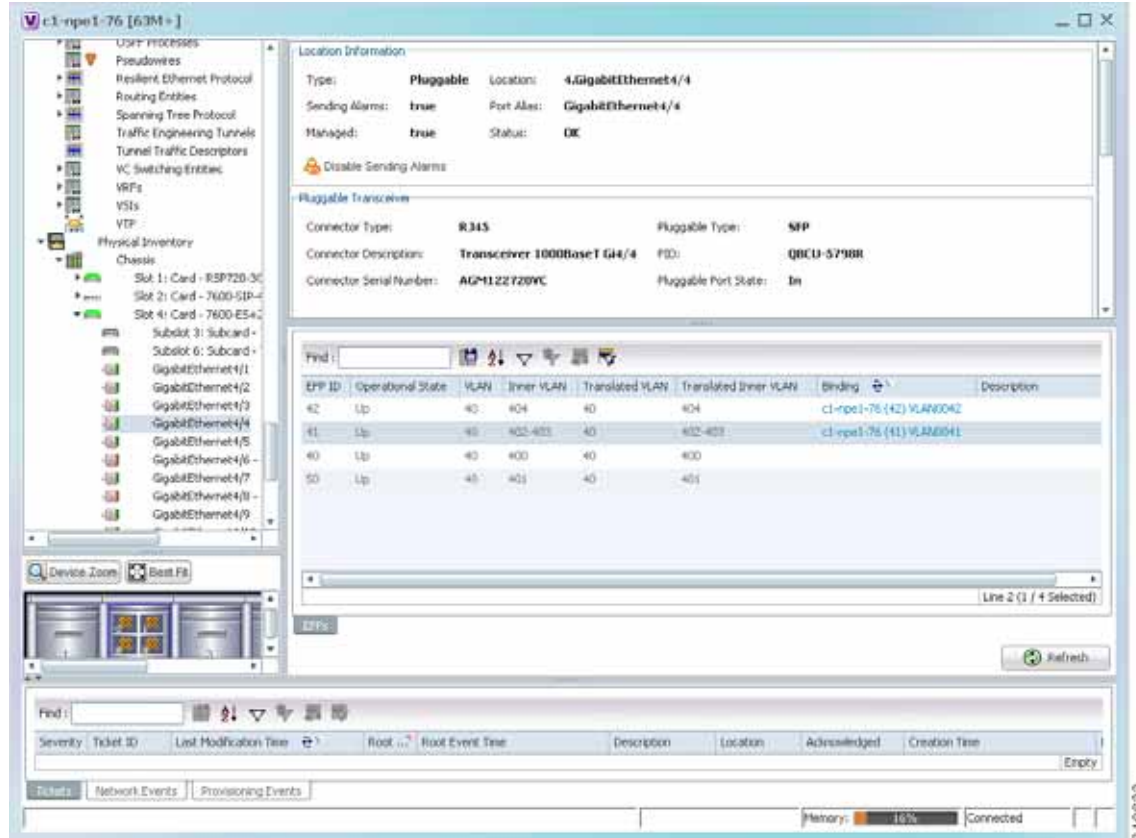 c1-npe1-76 [63M+]
OSPF Processes
Pseudowires
Resilient Ethernet Protocol
Routing Entities
Spanning Tree Protocol
Traffic Engineering Tunnels
Tunnel Traffic Descriptors
VC Switching Entities
VRFs
VSIs
VTP
Physical Inventory
Chassis
Slot 1: Card - RSP720-3C
Slot 2: Card - 7600-SIP-4
Slot 4: Card - 7600-ES+2
Subslot 3: Subcard -
Subslot 6: Subcard -
GigabitEthernet4/1
GigabitEthernet4/2
GigabitEthernet4/3
GigabitEthernet4/4
GigabitEthernet4/5
GigabitEthernet4/6 -
GigabitEthernet4/7
GigabitEthernet4/8 -
GigabitEthernet4/9
Device Zoom Best Fit
Location Information
Type: Pluggable Location: 4.GigabitEthernet4/4
Sending Alarms: true Port Alias: GigabitEthernet4/4
Managed: true Status: OK
Disable Sending Alarms
Pluggable Transceiver
Connector Type: RJ45 Pluggable Type: SFP
Connector Description: Transceiver 1000BaseT Gi4/4 PID: QBCU-5798R
Connector Serial Number: AGM122720VC Pluggable Port State: In
Find :
EFP ID Operational State VLAN Inner VLAN Translated VLAN Translated Inner VLAN Binding Description
42 Up 40 404 40 404 c1-npe1-76 (42) VLAN0042
41 Up 40 402-403 40 402-403 c1-npe1-76 (41) VLAN0041
40 Up 40 400 40 400
50 Up 40 401 40 401
Line 2 (1 / 4 Selected)
EFPs
Refresh
Find :
Severity Ticket ID Last Modification Time Root ... Root Event Time Description Location Acknowledged Creation Time
Empty
Tickets Network Events Provisioning Events
Memory: 16% Connected